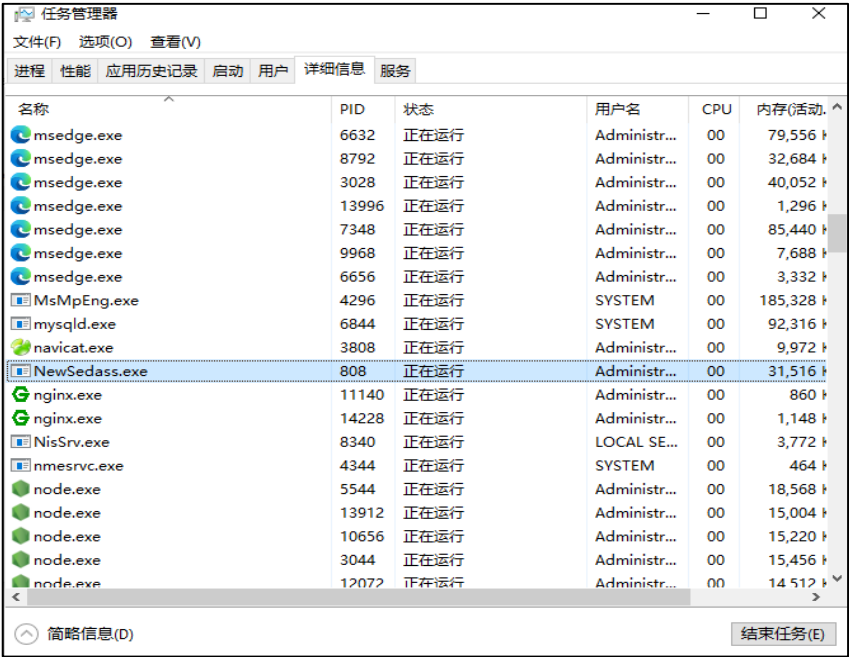 任务管理器
文件(F) 选项(O) 查看(V)
进程 性能 应用历史记录 启动 用户 详细信息 服务
名称 PID 状态 用户名 CPU 内存(活动.
msedge.exe 6632 正在运行 Administr... 00 79,556
msedge.exe 8792 正在运行 Administr... 00 32,684
msedge.exe 3028 正在运行 Administr... 00 40,052
msedge.exe 13996 正在运行 Administr... 00 1,296
msedge.exe 7348 正在运行 Administr... 00 85,440
msedge.exe 9968 正在运行 Administr... 00 7,688
msedge.exe 6656 正在运行 Administr... 00 3,332
MsMpEng.exe 4296 正在运行 SYSTEM 00 185,328
mysqld.exe 6844 正在运行 SYSTEM 00 92,316
navicat.exe 3808 正在运行 Administr... 00 9,972
NewSedass.exe 808 正在运行 Administr... 00 31,516
nginx.exe 11140 正在运行 Administr... 00 860
nginx.exe 14228 正在运行 Administr... 00 1,148
NisSrv.exe 8340 正在运行 LOCAL SE... 00 3,772
nmesrvc.exe 4344 正在运行 SYSTEM 00 464
node.exe 5544 正在运行 Administr... 00 18,568
node.exe 13912 正在运行 Administr... 00 15,004
node.exe 10656 正在运行 Administr... 00 15,220
node.exe 3044 正在运行 Administr... 00 15,456
node.exe 12072 正在运行 Administr... 00 14,512
简略信息(D) 结束任务(E)